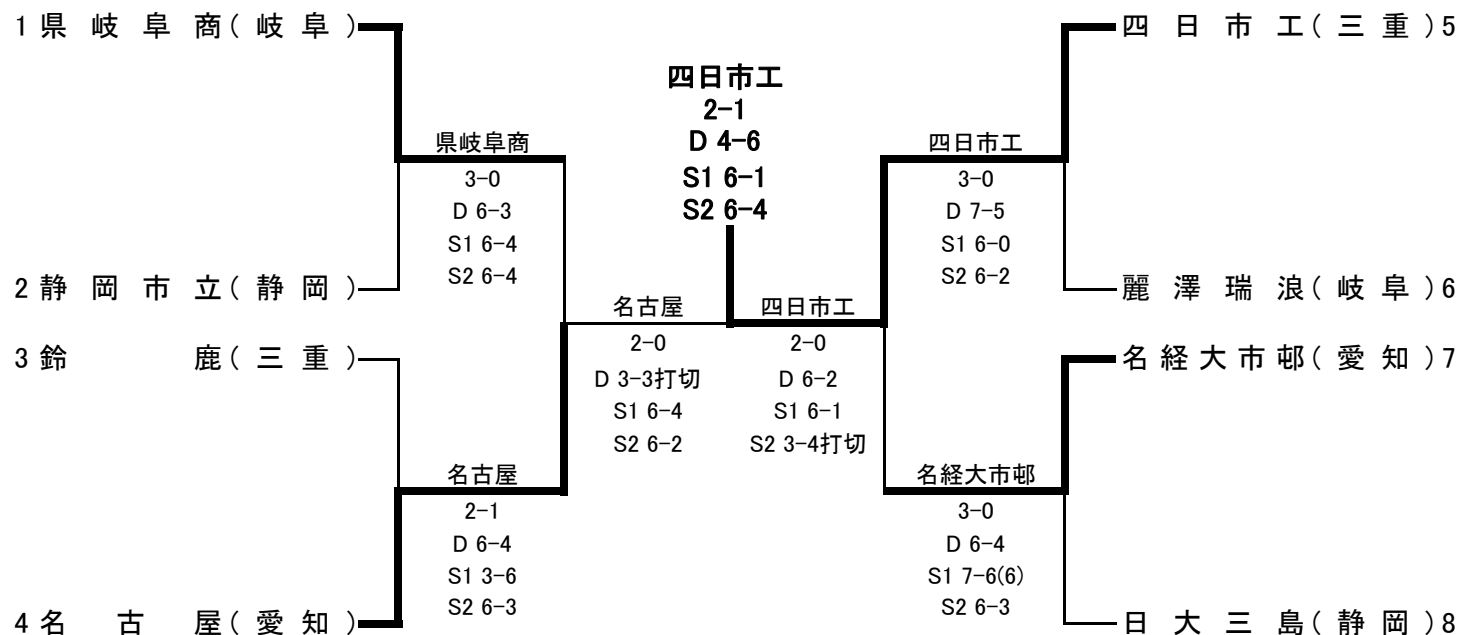 1 県岐阜商(岐阜)
四日市工(三重) 5
四日市工
2-1
D 4-6
S1 6-1
S2 6-4
県岐阜商
3-0
D 6-3
S1 6-4
S2 6-4
四日市工
3-0
D 7-5
S1 6-0
S2 6-2
2 静岡市立(静岡)
麗澤瑞浪(岐阜) 6
名古屋
2-0
D 3-3打切
S1 6-4
S2 6-2
四日市工
2-0
D 6-2
S1 6-1
S2 3-4打切
3 鈴鹿(三重)
名経大市邨(愛知) 7
名古屋
2-1
D 6-4
S1 3-6
S2 6-3
名経大市邨
3-0
D 6-4
S1 7-6(6)
S2 6-3
4 名古屋(愛知)
日大三島(静岡) 8